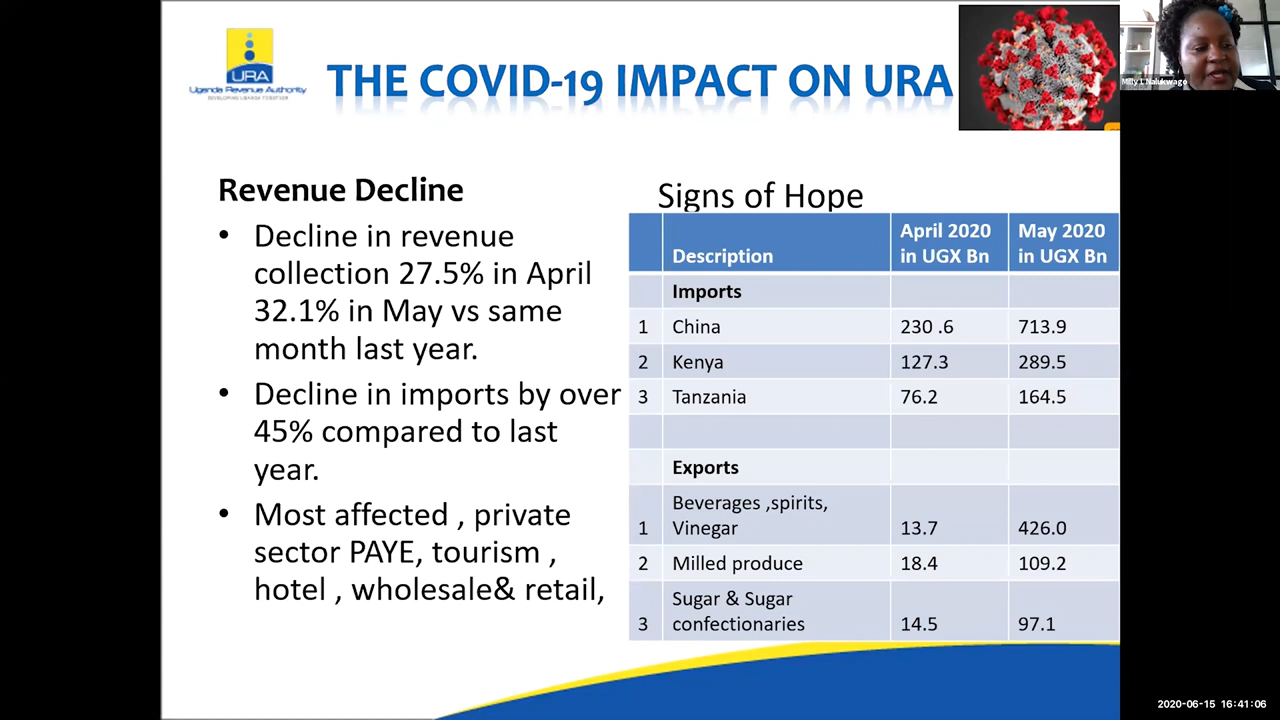 URA
Uganda Revenue Authority
DEVELOPING UGANDA TOGETHER
THE COVID-19 IMPACT ON URA
Milly I. Nalukwago
Revenue Decline
• Decline in revenue
collection 27.5% in April
32.1% in May vs same
month last year.
• Decline in imports by over
45% compared to last
year.
• Most affected , private
sector PAYE, tourism ,
hotel , wholesale& retail,
Signs of Hope
Description April 2020 in UGX Bn May 2020 in UGX Bn
Imports
1 China 230 .6 713.9
2 Kenya 127.3 289.5
3 Tanzania 76.2 164.5
Exports
1 Beverages ,spirits, Vinegar 13.7 426.0
2 Milled produce 18.4 109.2
3 Sugar & Sugar confectionaries 14.5 97.1
2020-06-15 16:41:06